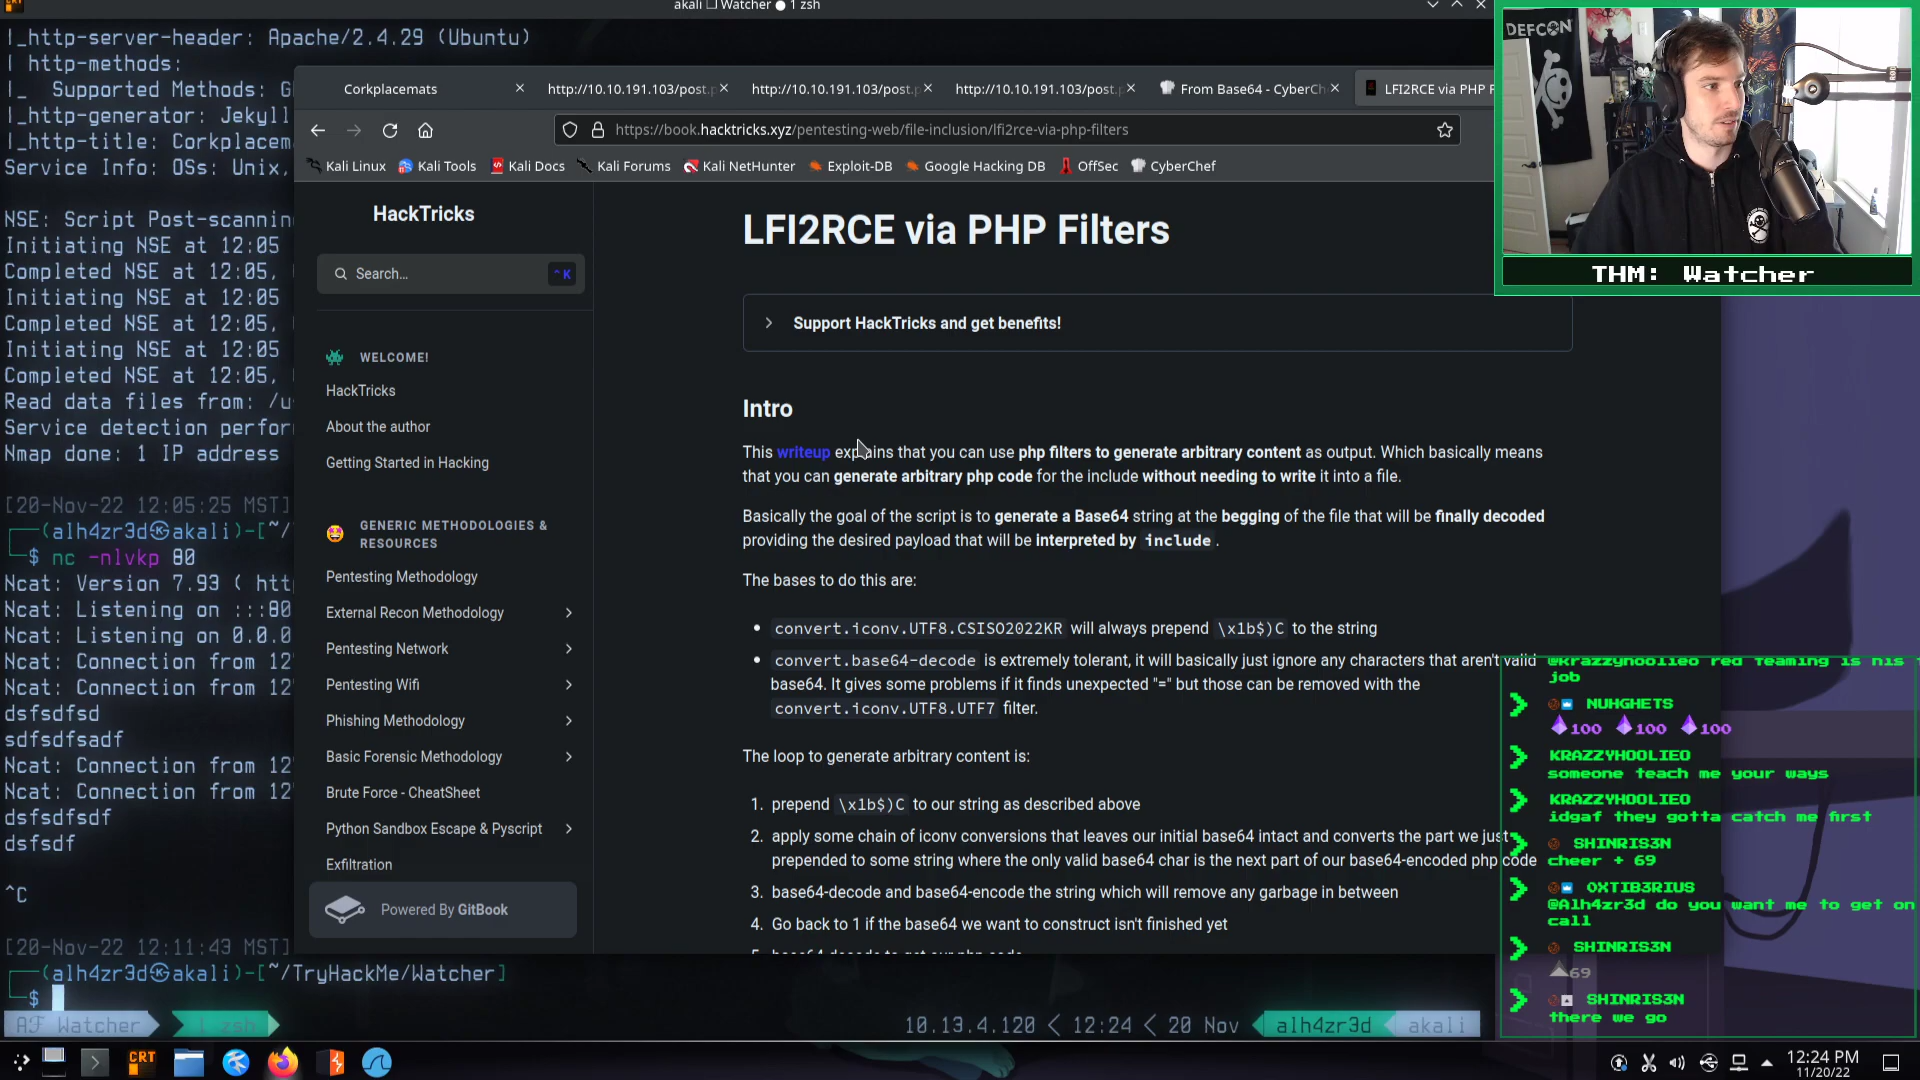 akali Watcher 1 zsh
|_http-server-header: Apache/2.4.29 (Ubuntu)
| http-methods:
|_  Supported Methods: G
|_http-generator: Jekyll
|_http-title: Corkplacem
Service Info: OSs: Unix,
NSE: Script Post-scannin
Initiating NSE at 12:05
Completed NSE at 12:05,
Initiating NSE at 12:05
Completed NSE at 12:05,
Initiating NSE at 12:05
Completed NSE at 12:05,
Read data files from: /u
Service detection perfor
Nmap done: 1 IP address
[20-Nov-22 12:05:25 MST]
(alh4zr3d㉿akali)-[~/
$ nc -nlvkp 80
Ncat: Version 7.93 ( htt
Ncat: Listening on :::80
Ncat: Listening on 0.0.0
Ncat: Connection from 12
Ncat: Connection from 12
dsfsdfsd
sdfsdfsadf
Ncat: Connection from 12
Ncat: Connection from 12
dsfsdfsdf
dsfsdf
^C
[20-Nov-22 12:11:43 MST]
(alh4zr3d㉿akali)-[~/TryHackMe/Watcher]
$
Watcher 1 zsh
10.13.4.120 < 12:24 < 20 Nov alh4zr3d akali
Corkplacemats
http://10.10.191.103/post.p
http://10.10.191.103/post.
http://10.10.191.103/post.
From Base64 - CyberCh
LFI2RCE via PHP F
https://book.hacktricks.xyz/pentesting-web/file-inclusion/lfi2rce-via-php-filters
Kali Linux Kali Tools Kali Docs Kali Forums Kali NetHunter Exploit-DB Google Hacking DB OffSec CyberChef
HackTricks
Search... ^K
WELCOME!
HackTricks
About the author
Getting Started in Hacking
GENERIC METHODOLOGIES &
RESOURCES
Pentesting Methodology
External Recon Methodology
Pentesting Network
Pentesting Wifi
Phishing Methodology
Basic Forensic Methodology
Brute Force - CheatSheet
Python Sandbox Escape & Pyscript
Exfiltration
Powered By GitBook
LFI2RCE via PHP Filters
Support HackTricks and get benefits!
Intro
This writeup explains that you can use php filters to generate arbitrary content as output. Which basically means
that you can generate arbitrary php code for the include without needing to write it into a file.
Basically the goal of the script is to generate a Base64 string at the begging of the file that will be finally decoded
providing the desired payload that will be interpreted by include.
The bases to do this are:
• convert.iconv.UTF8.CSISO2022KR will always prepend \x1b$)C to the string
• convert.base64-decode is extremely tolerant, it will basically just ignore any characters that aren't valid
base64. It gives some problems if it finds unexpected "=" but those can be removed with the
convert.iconv.UTF8.UTF7 filter.
The loop to generate arbitrary content is:
1. prepend \x1b$)C to our string as described above
2. apply some chain of iconv conversions that leaves our initial base64 intact and converts the part we just
prepended to some string where the only valid base64 char is the next part of our base64-encoded php code
3. base64-decode and base64-encode the string which will remove any garbage in between
4. Go back to 1 if the base64 we want to construct isn't finished yet
DEFCON
THM: Watcher
@krazzyhoolieo red teaming is his
job
NUHGHETS
100 100 100
KRAZZYHOOLIEO
someone teach me your ways
KRAZZYHOOLIEO
idgaf they gotta catch me first
SHINRIS3N
cheer + 69
0XTIB3RIUS
@Alh4zr3d do you want me to get on
call
SHINRIS3N
69
SHINRIS3N
there we go
CRT
12:24 PM
11/20/22